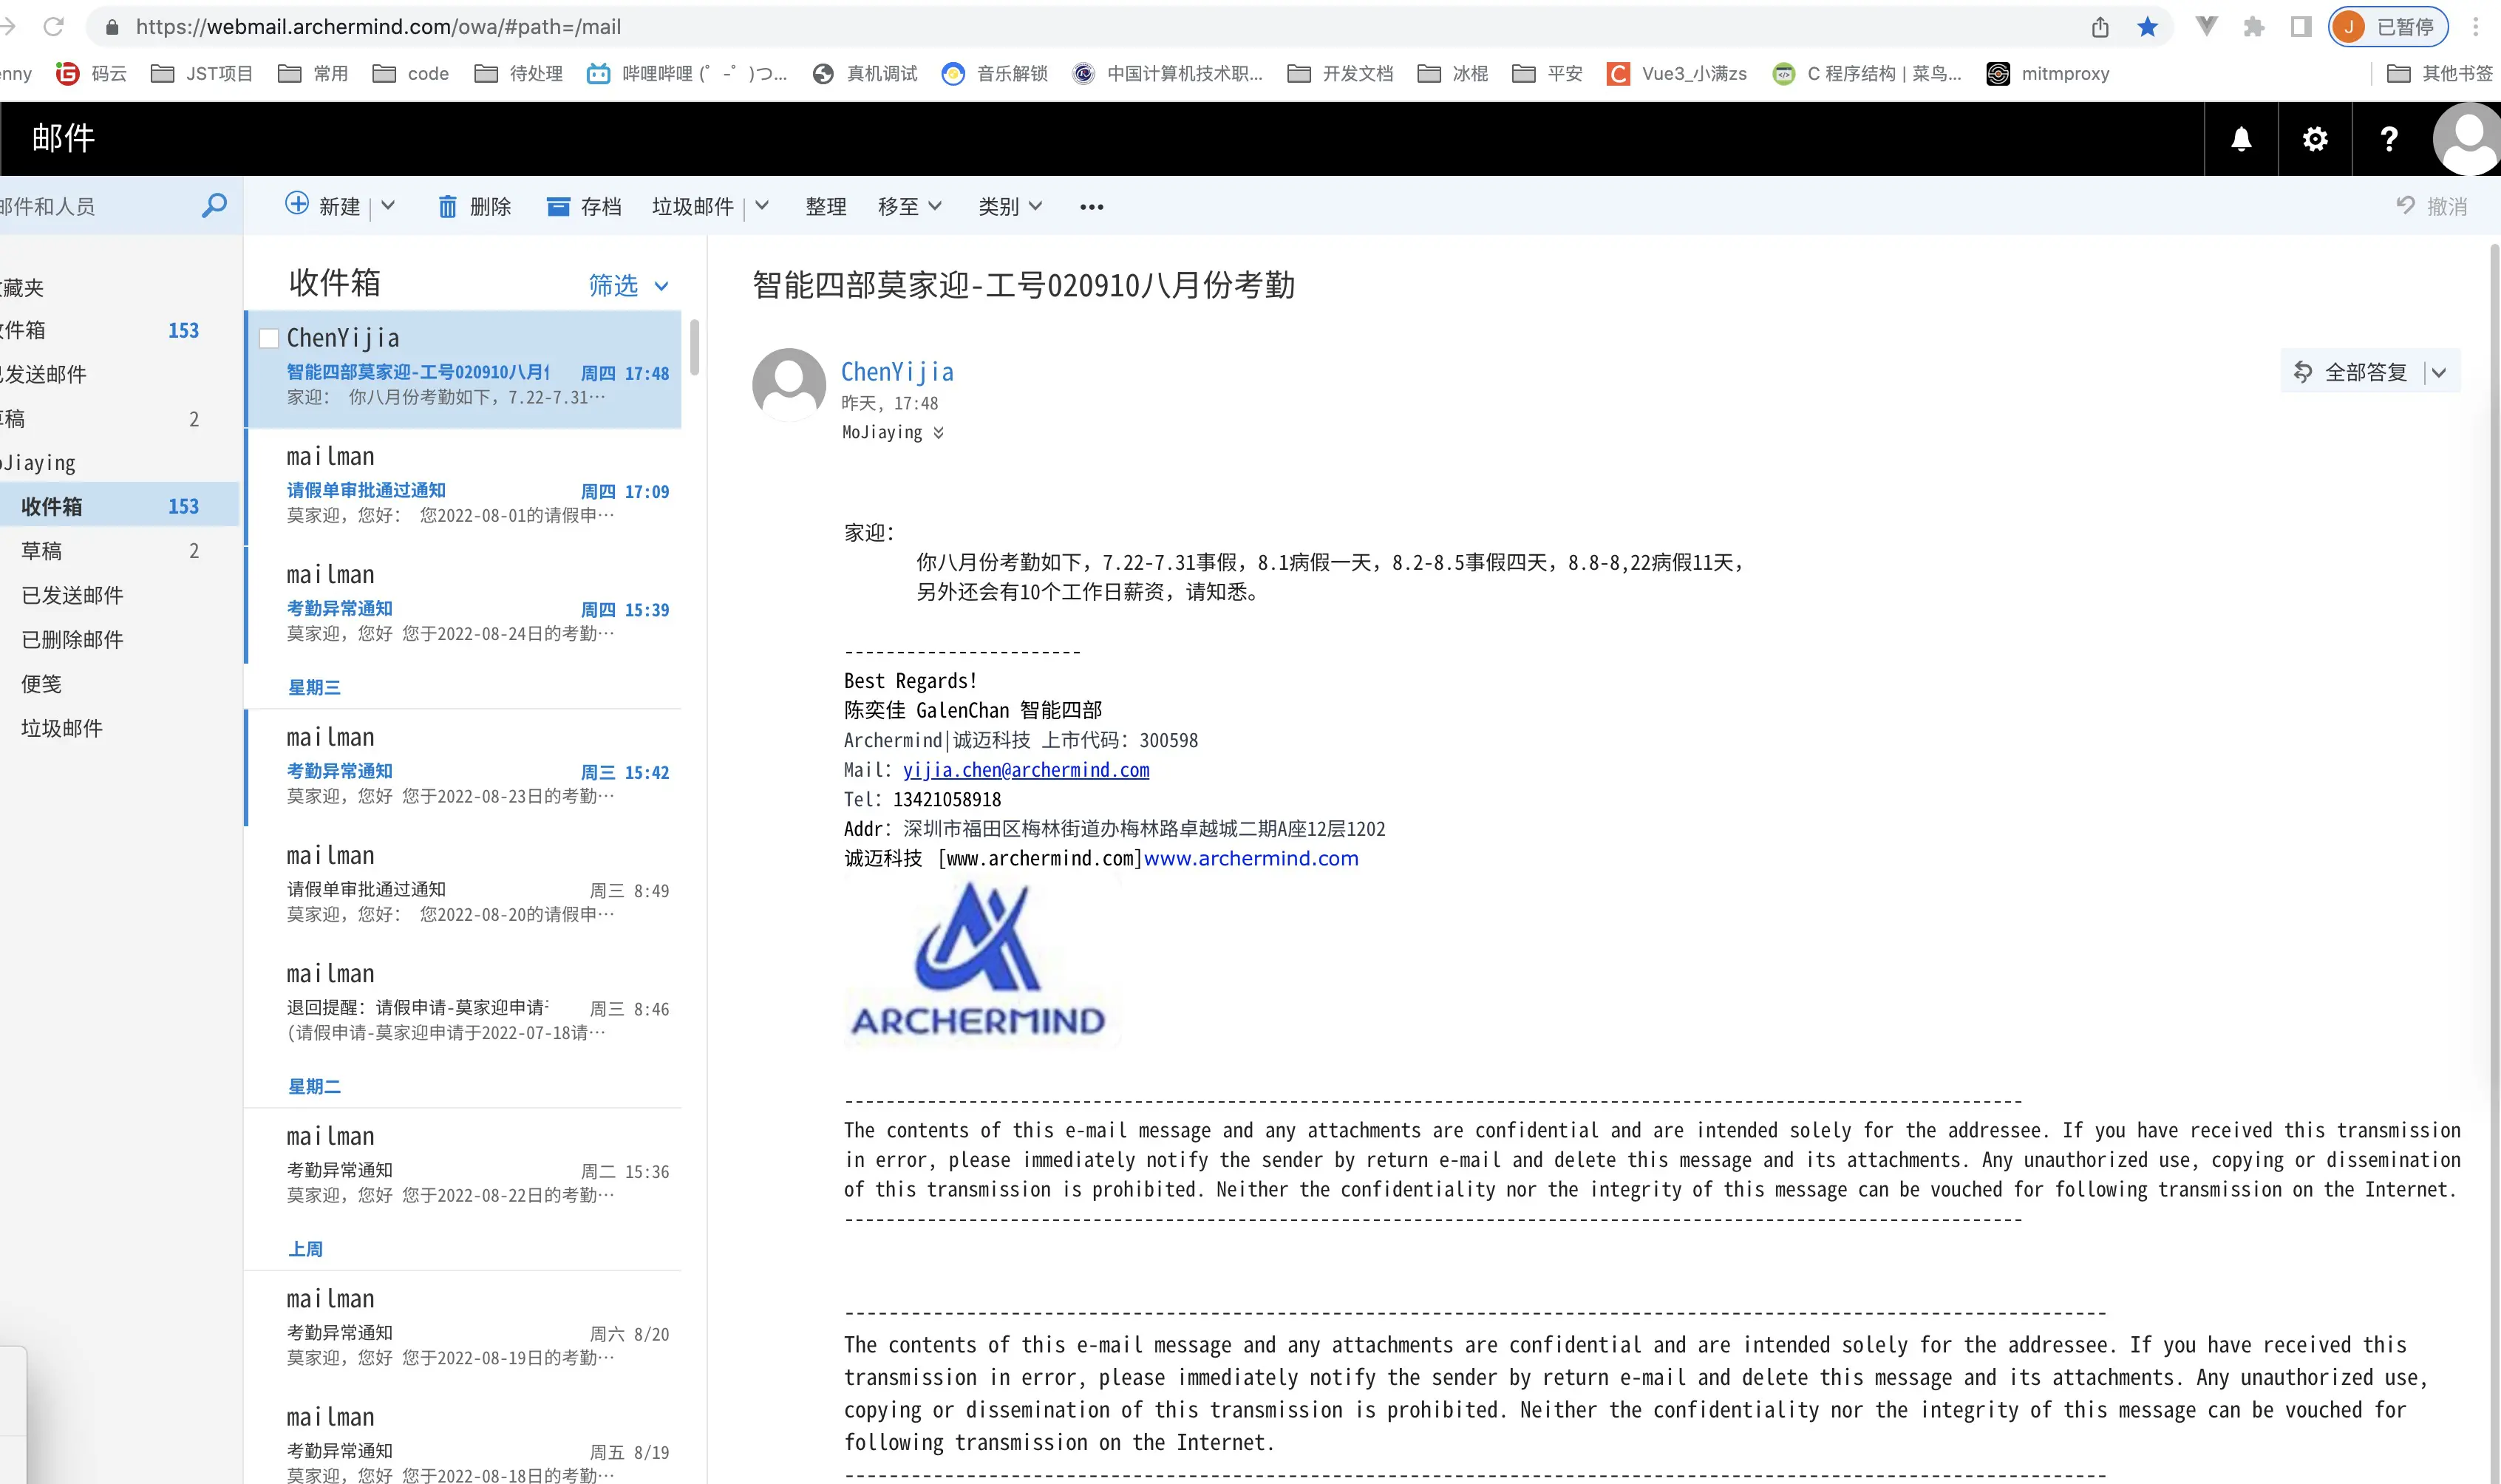 https://webmail.archermind.com/owa/#path=/mail
已暂停
nny
码云
JST项目
常用
code
待处理
哔哩哔哩 (゜-゜)つ...
真机调试
音乐解锁
中国计算机技术职...
开发文档
冰棍
平安
Vue3_小满zs
C 程序结构 | 菜鸟...
mitmproxy
其他书签
邮件
邮件和人员
新建
删除
存档
垃圾邮件
整理
移至
类别
撤消
藏夹
件箱 153
发送邮件
稿 2
Jiaying
收件箱 153
草稿 2
已发送邮件
已删除邮件
便笺
垃圾邮件
收件箱
筛选
ChenYijia
智能四部莫家迎-工号020910八月 周四 17:48
家迎： 你八月份考勤如下，7.22-7.31…
mailman
请假单审批通过通知 周四 17:09
莫家迎，您好： 您2022-08-01的请假申…
mailman
考勤异常通知 周四 15:39
莫家迎，您好 您于2022-08-24日的考勤…
星期三
mailman
考勤异常通知 周三 15:42
莫家迎，您好 您于2022-08-23日的考勤…
mailman
请假单审批通过通知 周三 8:49
莫家迎，您好： 您2022-08-20的请假申…
mailman
退回提醒：请假申请-莫家迎申请 周三 8:46
(请假申请-莫家迎申请于2022-07-18请…
星期二
mailman
考勤异常通知 周二 15:36
莫家迎，您好 您于2022-08-22日的考勤…
上周
mailman
考勤异常通知 周六 8/20
莫家迎，您好 您于2022-08-19日的考勤…
mailman
考勤异常通知 周五 8/19
莫家迎，您好 您于2022-08-18日的考勤…
智能四部莫家迎-工号020910八月份考勤
ChenYijia
昨天，17:48
MoJiaying
全部答复
家迎：
你八月份考勤如下，7.22-7.31事假，8.1病假一天，8.2-8.5事假四天，8.8-8,22病假11天，
另外还会有10个工作日薪资，请知悉。
-----------------------
Best Regards!
陈奕佳 GalenChan 智能四部
Archermind|诚迈科技 上市代码：300598
Mail：yijia.chen@archermind.com
Tel：13421058918
Addr：深圳市福田区梅林街道办梅林路卓越城二期A座12层1202
诚迈科技 [www.archermind.com]www.archermind.com
ARCHERMIND
The contents of this e-mail message and any attachments are confidential and are intended solely for the addressee. If you have received this transmission
in error, please immediately notify the sender by return e-mail and delete this message and its attachments. Any unauthorized use, copying or dissemination
of this transmission is prohibited. Neither the confidentiality nor the integrity of this message can be vouched for following transmission on the Internet.
The contents of this e-mail message and any attachments are confidential and are intended solely for the addressee. If you have received this
transmission in error, please immediately notify the sender by return e-mail and delete this message and its attachments. Any unauthorized use,
copying or dissemination of this transmission is prohibited. Neither the confidentiality nor the integrity of this message can be vouched for
following transmission on the Internet.